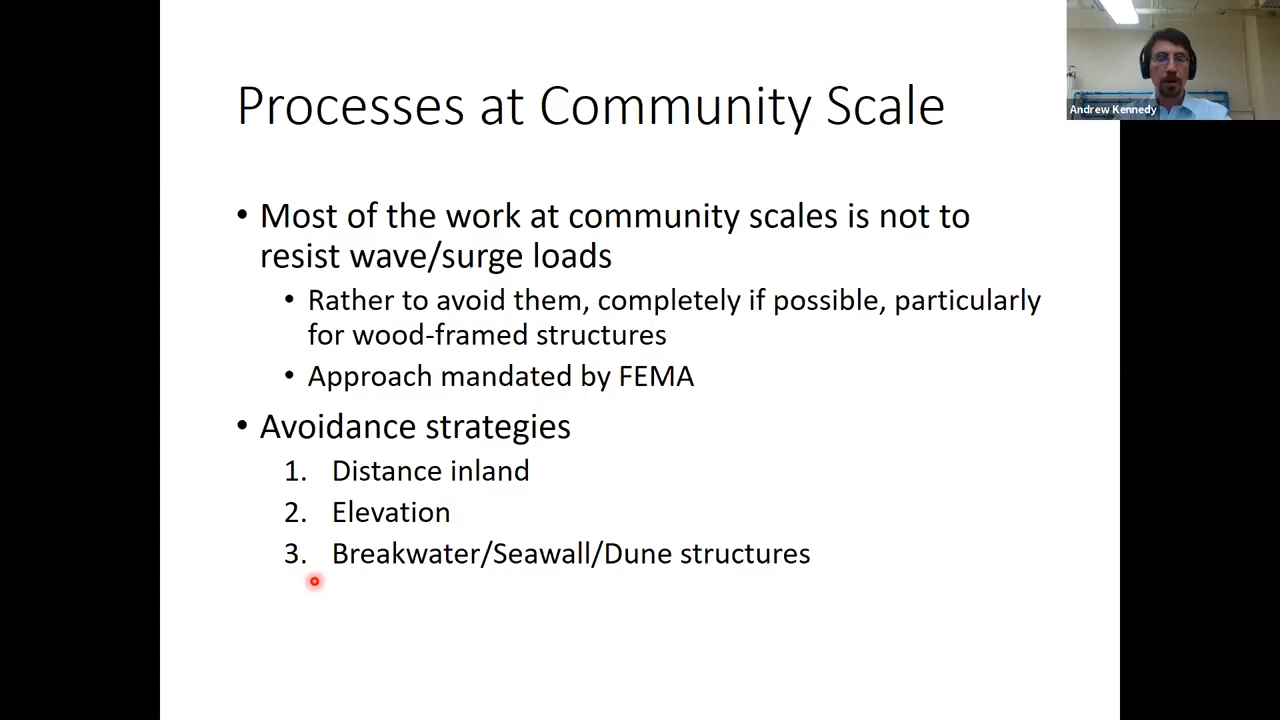 Processes at Community Scale
Andrew Kennedy
• Most of the work at community scales is not to
resist wave/surge loads
• Rather to avoid them, completely if possible, particularly
for wood-framed structures
• Approach mandated by FEMA
• Avoidance strategies
1. Distance inland
2. Elevation
3. Breakwater/Seawall/Dune structures